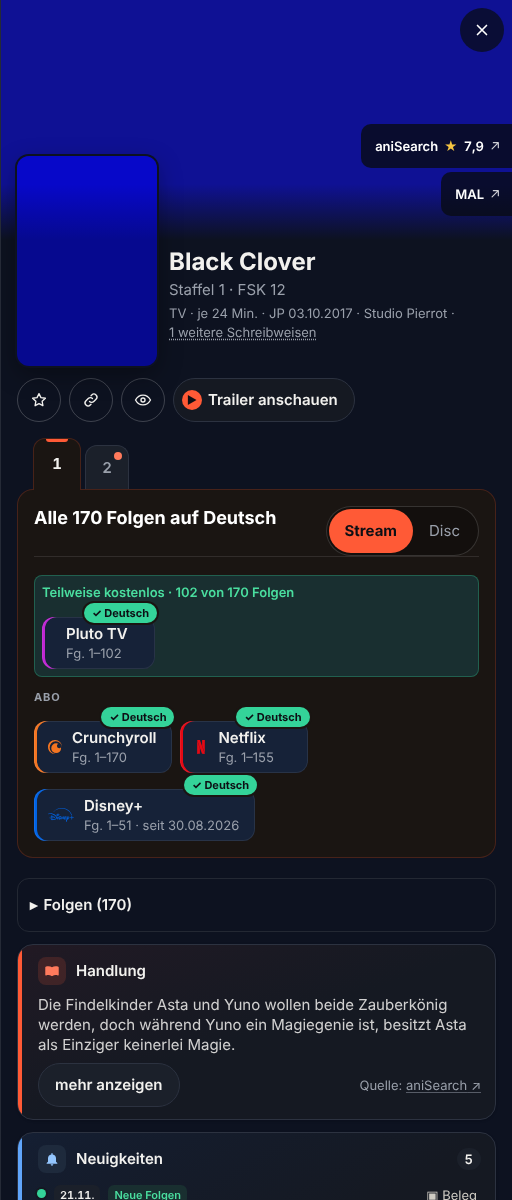 ✕
aniSearch ★ 7,9 ↗
MAL ↗
Black Clover
Staffel 1 · FSK 12
TV · je 24 Min. · JP 03.10.2017 · Studio Pierrot ·
1 weitere Schreibweisen
Trailer anschauen
1
2
Alle 170 Folgen auf Deutsch
Stream
Disc
Teilweise kostenlos · 102 von 170 Folgen
✓ Deutsch
Pluto TV
Fg. 1–102
ABO
✓ Deutsch
Crunchyroll
Fg. 1–170
✓ Deutsch
N
Netflix
Fg. 1–155
✓ Deutsch
Disney+
Disney+
Fg. 1–51 · seit 30.08.2026
▸ Folgen (170)
Handlung
Die Findelkinder Asta und Yuno wollen beide Zauberkönig
werden, doch während Yuno ein Magiegenie ist, besitzt Asta
als Einziger keinerlei Magie.
mehr anzeigen
Quelle: aniSearch ↗
Neuigkeiten
5
21.11.
Neue Folgen
▣ Beleg